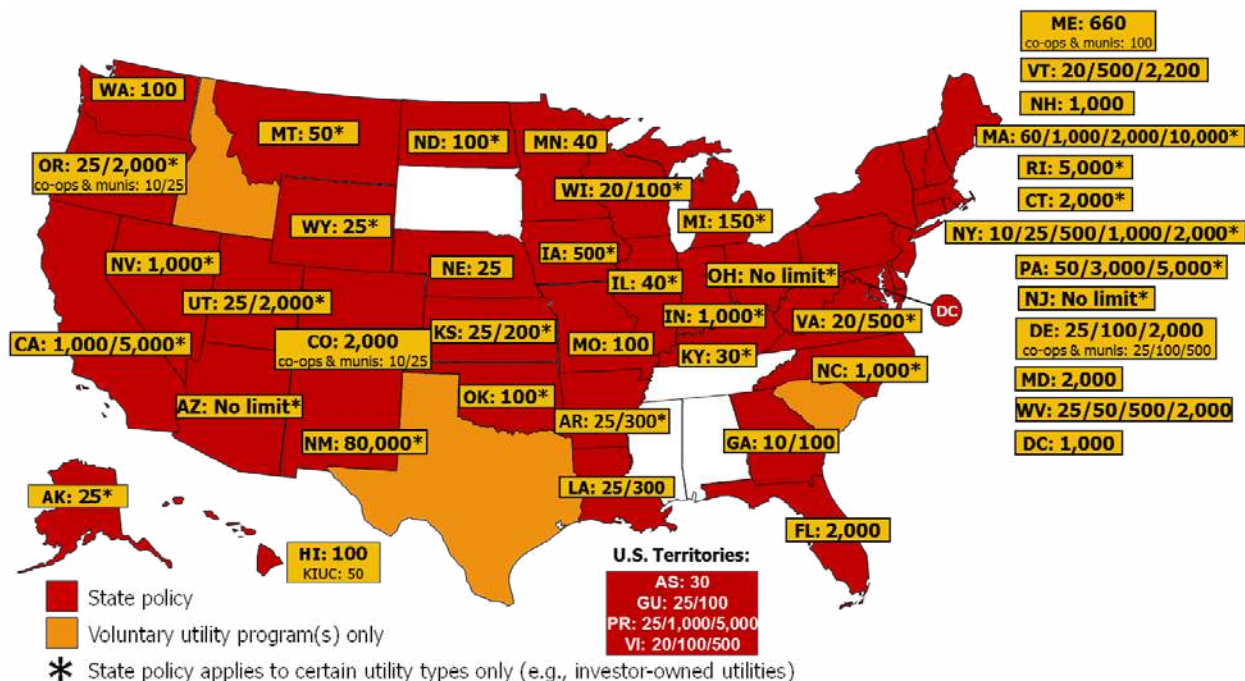 WA: 100
MT: 50*
ND: 100*
MN: 40
OR: 25/2,000*
co-ops & munis: 10/25
WI: 20/100*
WY: 25*
MI: 150*
NV: 1,000*
NE: 25
IA: 500*
UT: 25/2,000*
IL: 40*
OH: No limit*
CA: 1,000/5,000*
CO: 2,000
co-ops & munis: 10/25
KS: 25/200*
MO: 100
IN: 1,000*
VA: 20/500*
DC
KY: 30*
NC: 1,000*
AZ: No limit*
OK: 100*
AR: 25/300*
NM: 80,000*
GA: 10/100
LA: 25/300
AK: 25*
FL: 2,000
HI: 100
KIUC: 50
ME: 660
co-ops & munis: 100
VT: 20/500/2,200
NH: 1,000
MA: 60/1,000/2,000/10,000*
RI: 5,000*
CT: 2,000*
NY: 10/25/500/1,000/2,000*
PA: 50/3,000/5,000*
NJ: No limit*
DE: 25/100/2,000
co-ops & munis: 25/100/500
MD: 2,000
WV: 25/50/500/2,000
DC: 1,000
U.S. Territories:
AS: 30
GU: 25/100
PR: 25/1,000/5,000
VI: 20/100/500
State policy
Voluntary utility program(s) only
* State policy applies to certain utility types only (e.g., investor-owned utilities)